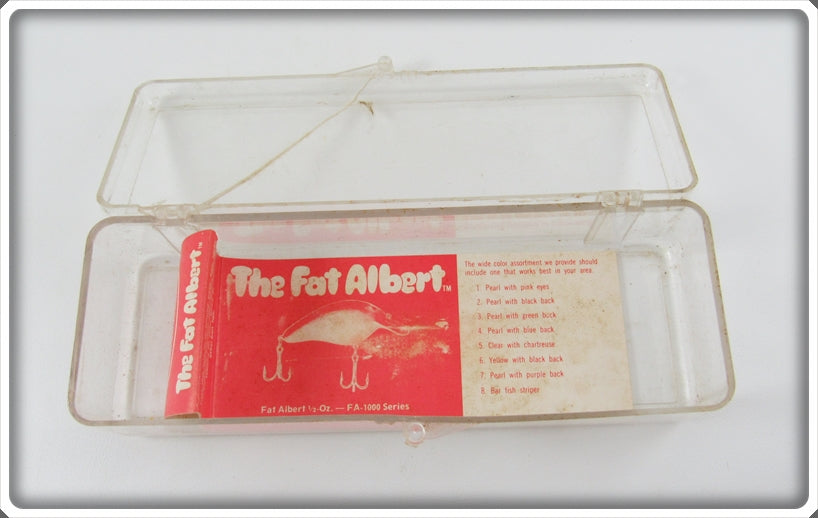 The Fat Albert™
The Fat Albert™
Fat Albert ½-Oz. — FA-1000 Series
The wide color assortment we provide should
include one that works best in your area.
1. Pearl with pink eyes
2. Pearl with black back
3. Pearl with green back
4. Pearl with blue back
5. Clear with chartreuse
6. Yellow with black back
7. Pearl with purple back
8. Bar fish striper